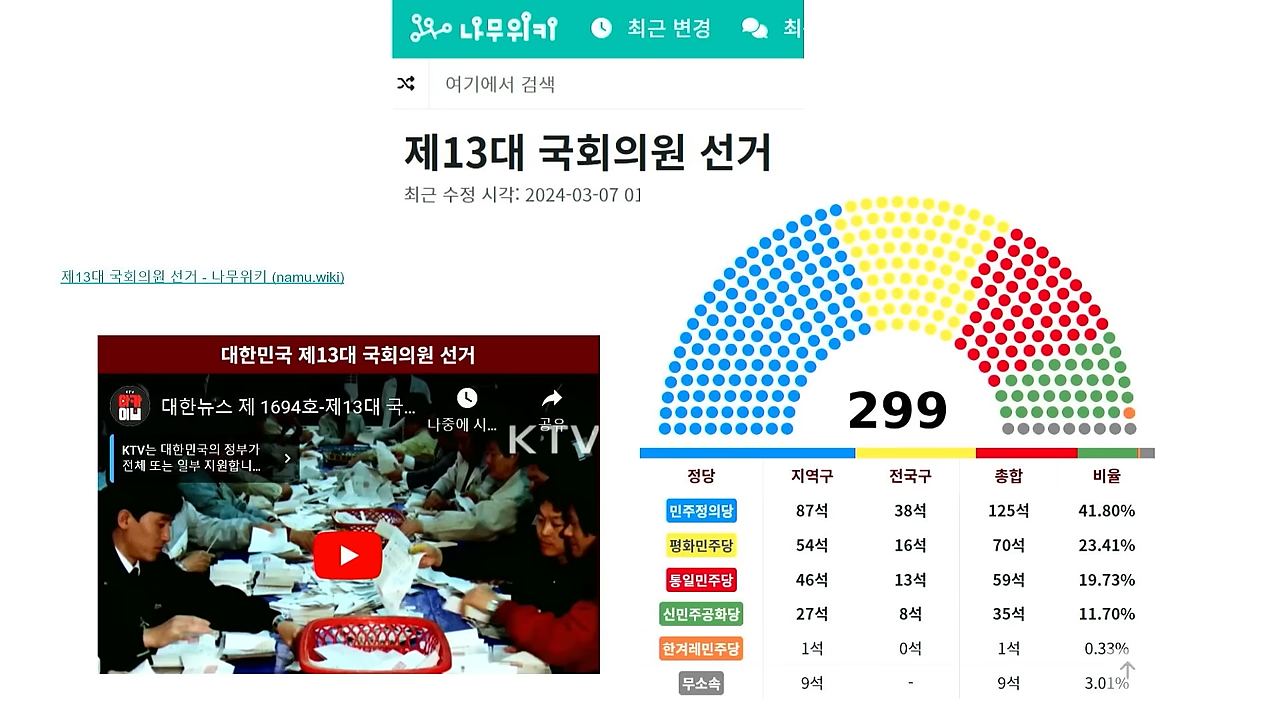 나무위키 최근 변경 최
여기에서 검색
제13대 국회의원 선거
최근 수정 시각: 2024-03-07 01
제13대 국회의원 선거 - 나무위키 (namu.wiki)
대한민국 제13대 국회의원 선거
KTV
대한뉴스 제 1694호-제13대 국...
나중에 시... 공유
KTV는 대한민국의 정부가
전체 또는 일부 지원합니...
KTV
299
정당 지역구 전국구 총합 비율
민주정의당 87석 38석 125석 41.80%
평화민주당 54석 16석 70석 23.41%
통일민주당 46석 13석 59석 19.73%
신민주공화당 27석 8석 35석 11.70%
한겨레민주당 1석 0석 1석 0.33%
무소속 9석 - 9석 3.01%